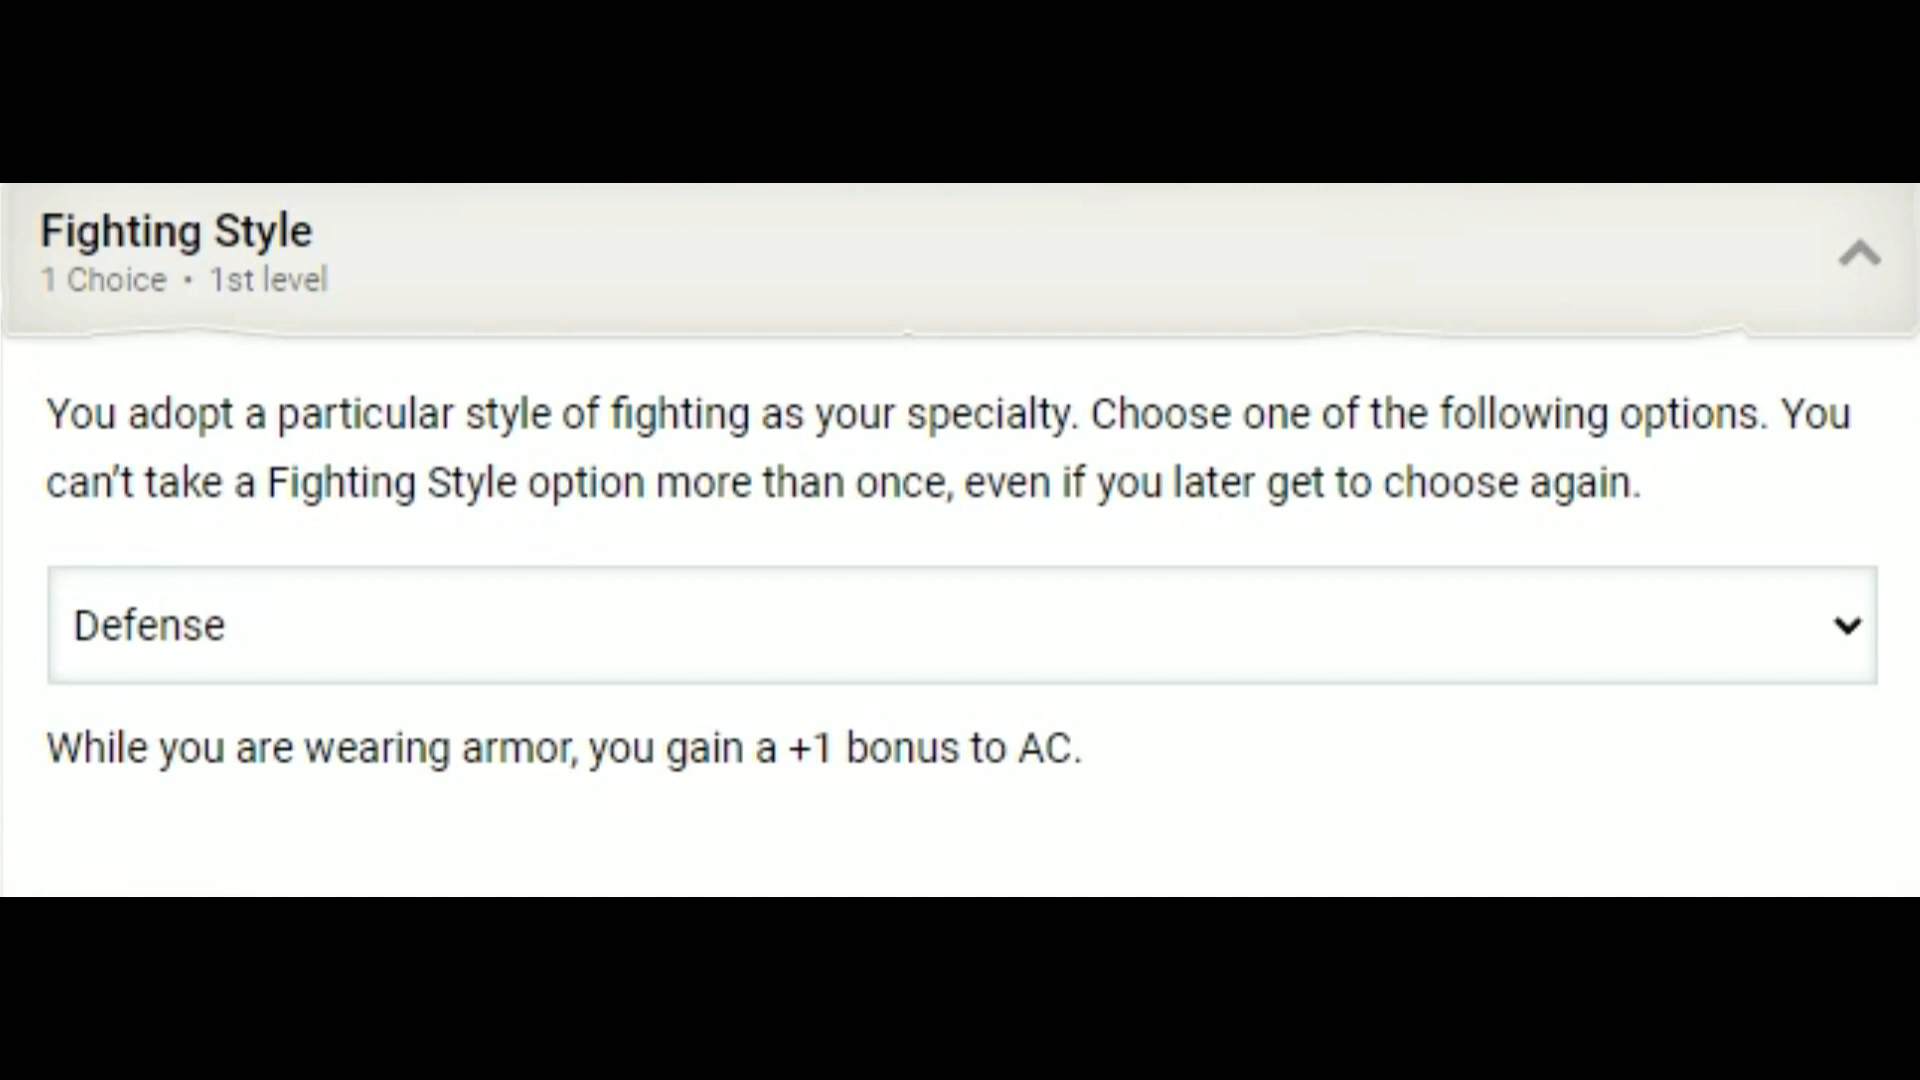 Fighting Style
1 Choice • 1st level
You adopt a particular style of fighting as your specialty. Choose one of the following options. You
can’t take a Fighting Style option more than once, even if you later get to choose again.
Defense
While you are wearing armor, you gain a +1 bonus to AC.